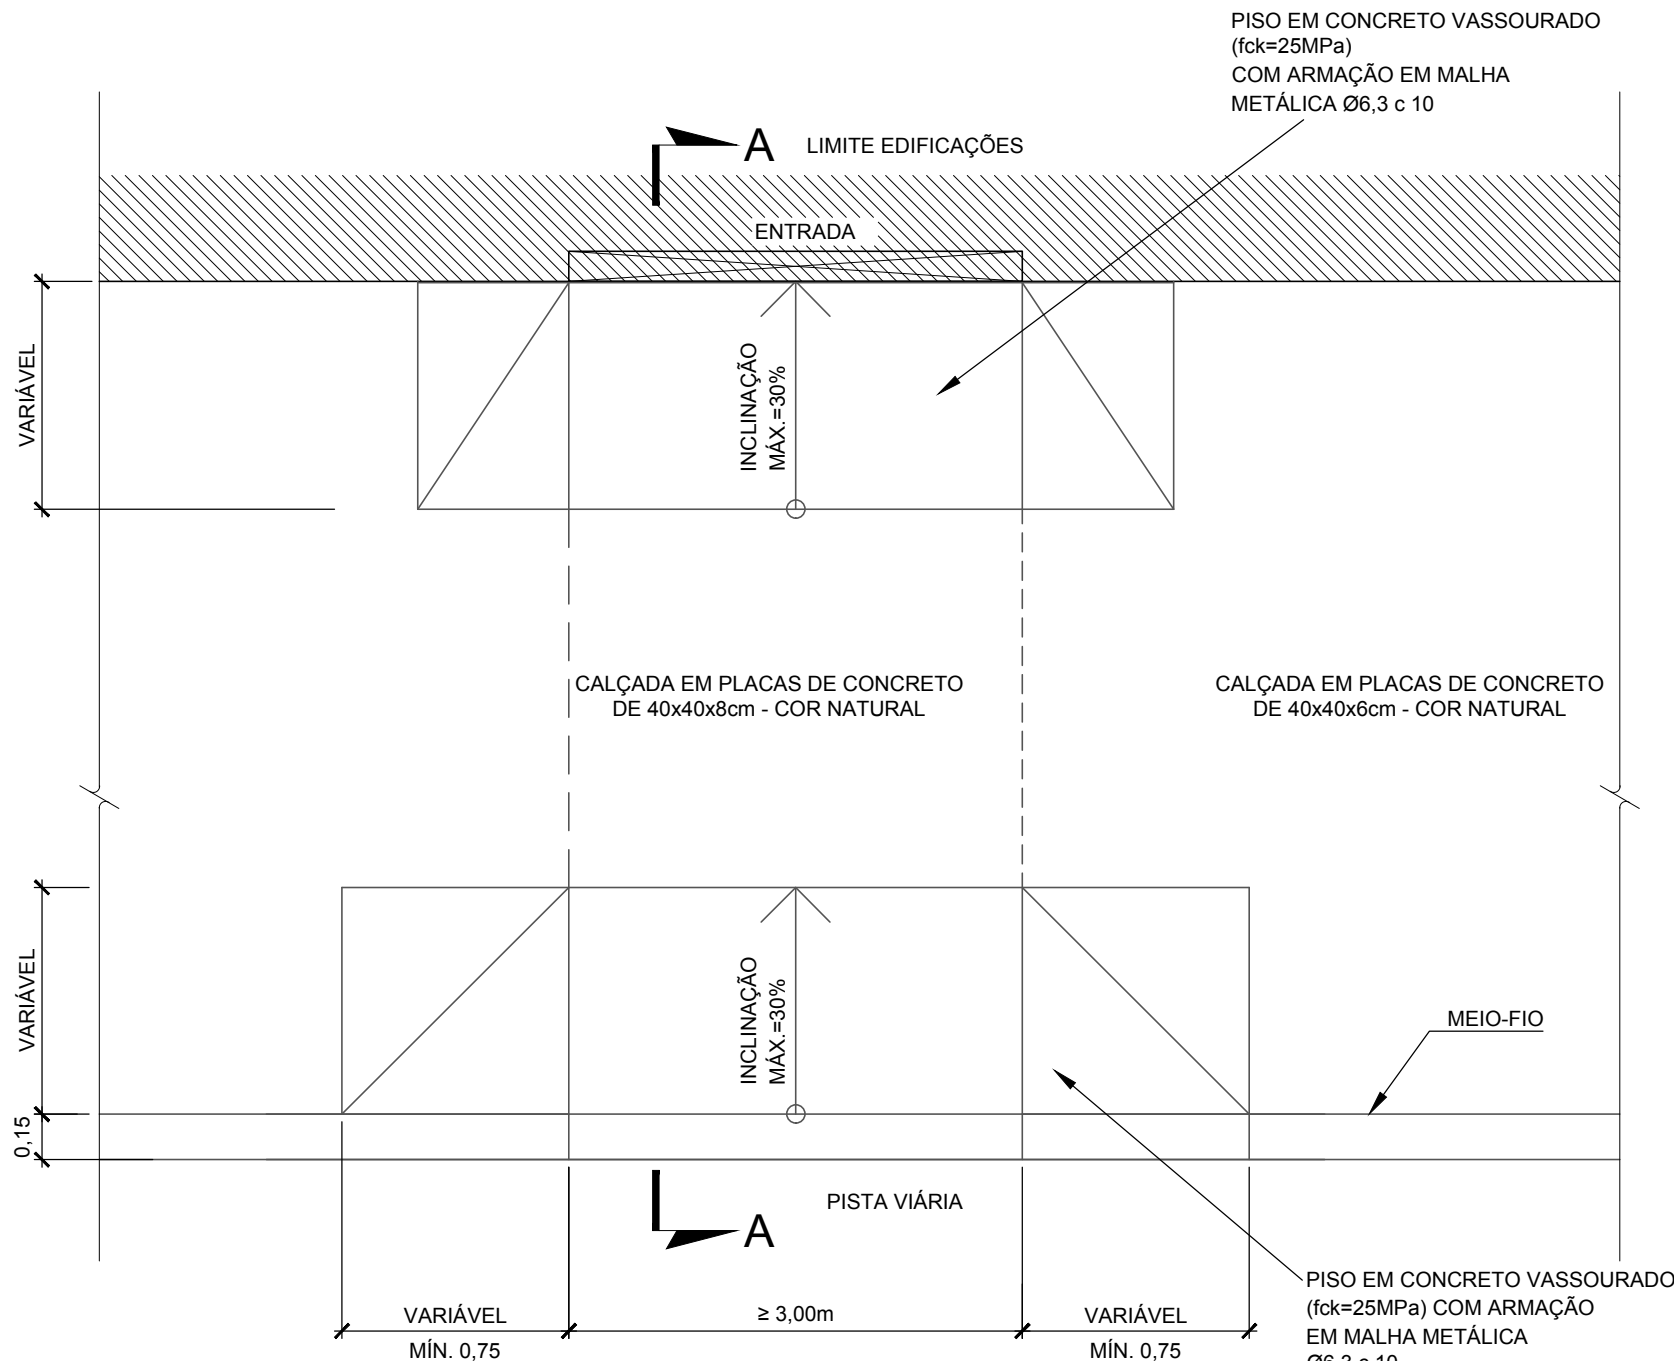 PISO EM CONCRETO VASSOURADO
(fck=25MPa)
COM ARMAÇÃO EM MALHA
METÁLICA Ø6,3 c 10
A
LIMITE EDIFICAÇÕES
ENTRADA
VARIÁVEL
INCLINAÇÃO
MÁX.=30%
CALÇADA EM PLACAS DE CONCRETO
DE 40x40x8cm - COR NATURAL
CALÇADA EM PLACAS DE CONCRETO
DE 40x40x6cm - COR NATURAL
VARIÁVEL
INCLINAÇÃO
MÁX.=30%
MEIO-FIO
0,15
PISTA VIÁRIA
A
PISO EM CONCRETO VASSOURADO
(fck=25MPa) COM ARMAÇÃO
EM MALHA METÁLICA
Ø6,3 c 10
VARIÁVEL
MÍN. 0,75
≥ 3,00m
VARIÁVEL
MÍN. 0,75